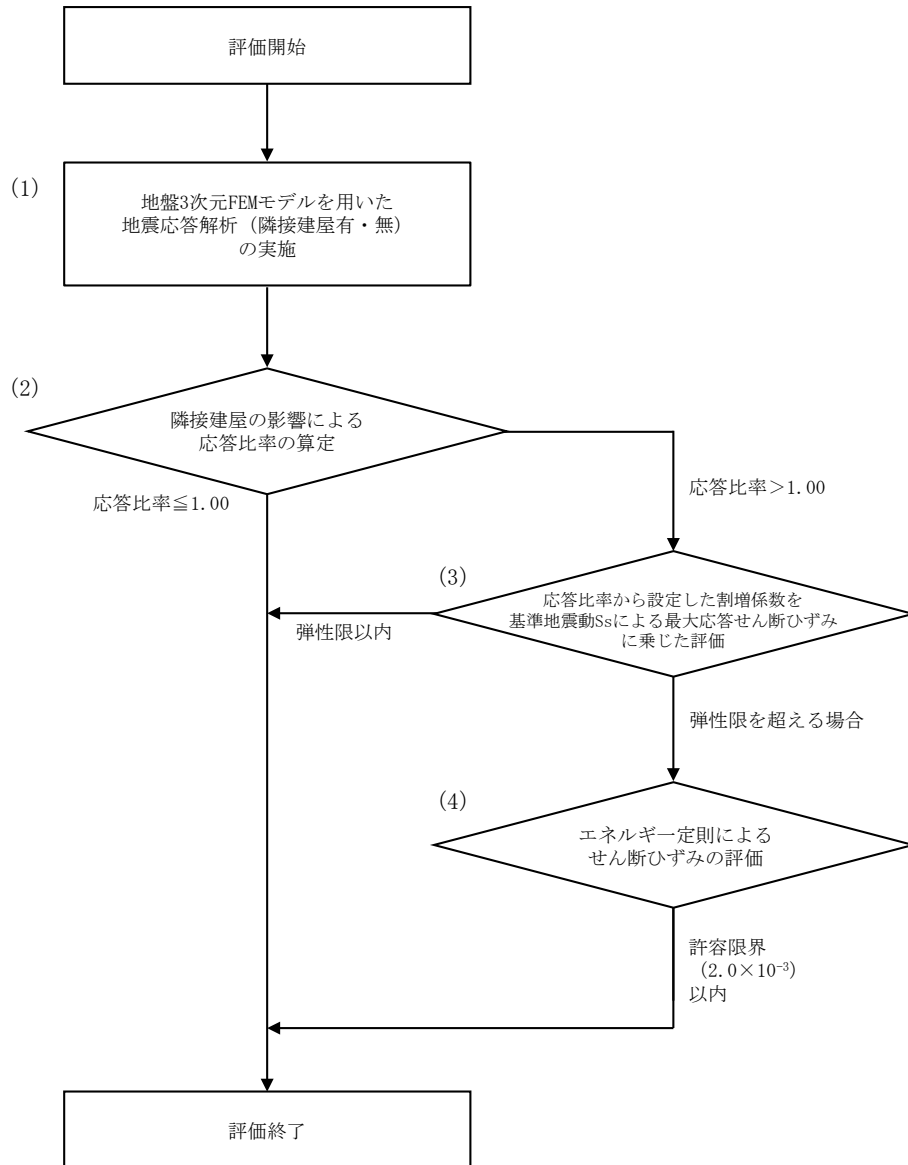 評価開始
(1)
地盤3次元FEMモデルを用いた
地震応答解析（隣接建屋有・無）
の実施
(2)
隣接建屋の影響による
応答比率の算定
応答比率≦1.00
応答比率＞1.00
(3)
応答比率から設定した割増係数を
基準地震動Ssによる最大応答せん断ひずみ
に乗じた評価
弾性限以内
弾性限を超える場合
(4)
エネルギー定則による
せん断ひずみの評価
許容限界
（2.0×10⁻³）
以内
評価終了